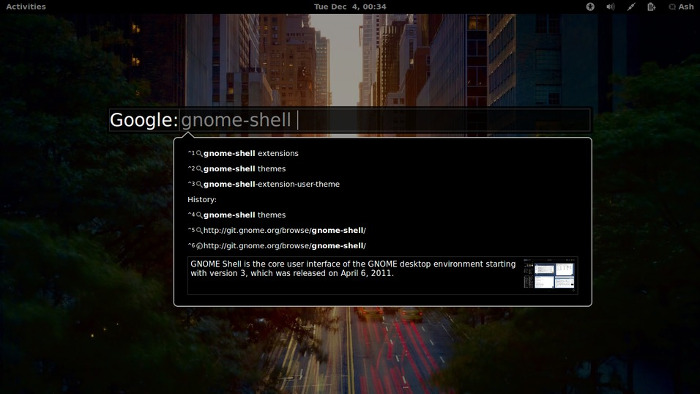 Activities Tue Dec 4, 00:34 Ash
Google: gnome-shell
^1 gnome-shell extensions
^2 gnome-shell themes
^3 gnome-shell-extension-user-theme
History:
^4 gnome-shell themes
^5 http://git.gnome.org/browse/gnome-shell/
^6 http://git.gnome.org/browse/gnome-shell/
GNOME Shell is the core user interface of the GNOME desktop environment starting
with version 3, which was released on April 6, 2011.